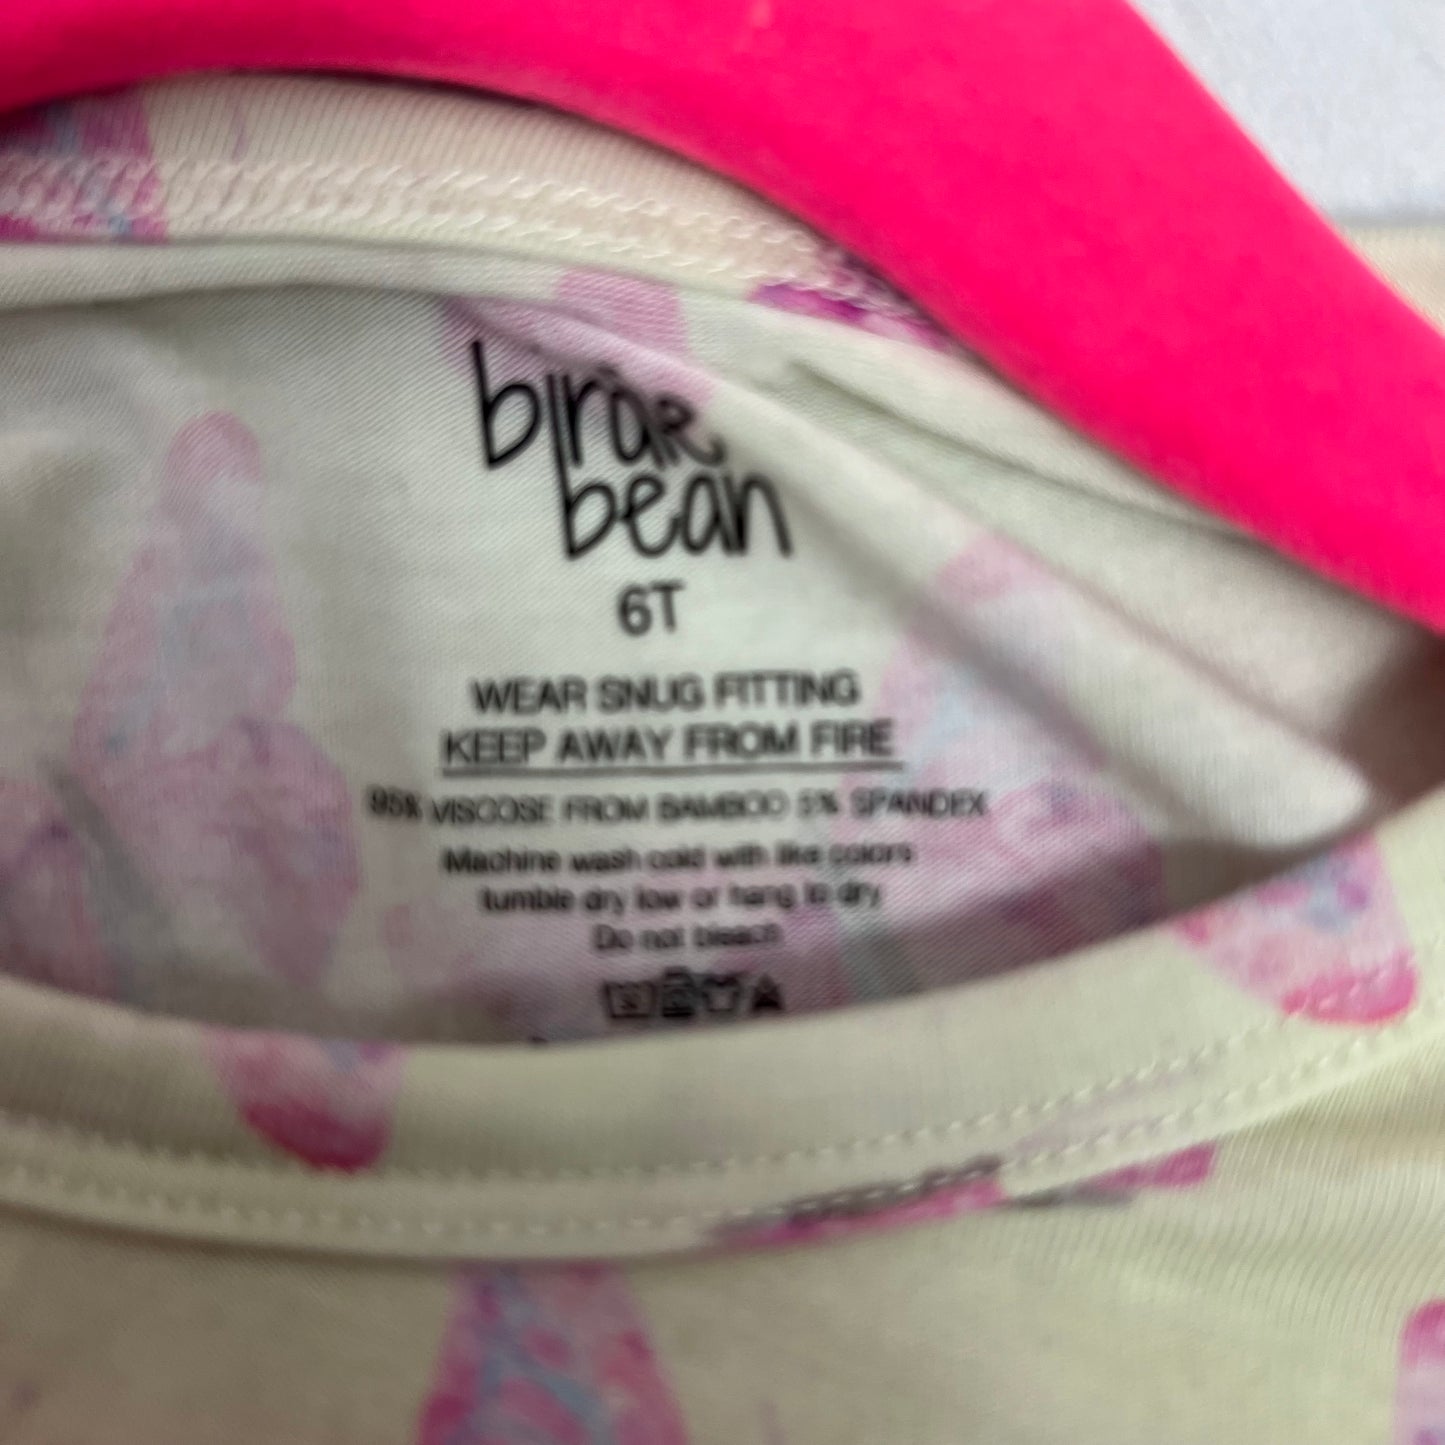 birdie
bean
6T
WEAR SNUG FITTING
KEEP AWAY FROM FIRE
95% VISCOSE FROM BAMBOO 5% SPANDEX
Machine wash cold with like colors
tumble dry low or hang to dry
Do not bleach